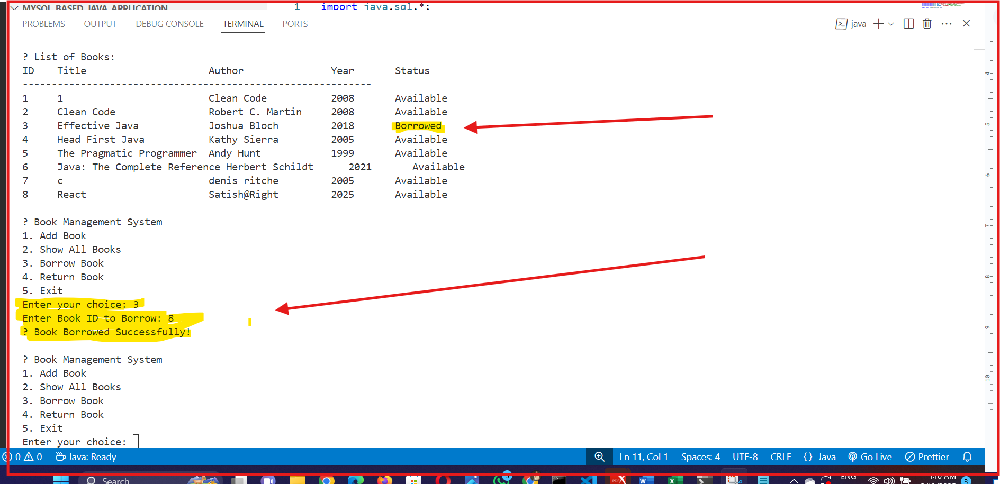 MYSQL BASED JAVA APPLICATION
1 import java.sql.*;
PROBLEMS OUTPUT DEBUG CONSOLE TERMINAL PORTS java
? List of Books:
ID Title Author Year Status
------------------------------------------------------------
1 1 Clean Code 2008 Available
2 Clean Code Robert C. Martin 2008 Available
3 Effective Java Joshua Bloch 2018 Borrowed
4 Head First Java Kathy Sierra 2005 Available
5 The Pragmatic Programmer Andy Hunt 1999 Available
6 Java: The Complete Reference Herbert Schildt 2021 Available
7 c denis ritche 2005 Available
8 React Satish@Right 2025 Available
? Book Management System
1. Add Book
2. Show All Books
3. Borrow Book
4. Return Book
5. Exit
Enter your choice: 3
Enter Book ID to Borrow: 8
? Book Borrowed Successfully!
? Book Management System
1. Add Book
2. Show All Books
3. Borrow Book
4. Return Book
5. Exit
Enter your choice:
4
5
6
7
8
9
10
0 0 Java: Ready Ln 11, Col 1 Spaces: 4 UTF-8 CRLF {} Java Go Live Prettier
Search ENG 1:10 AM
3